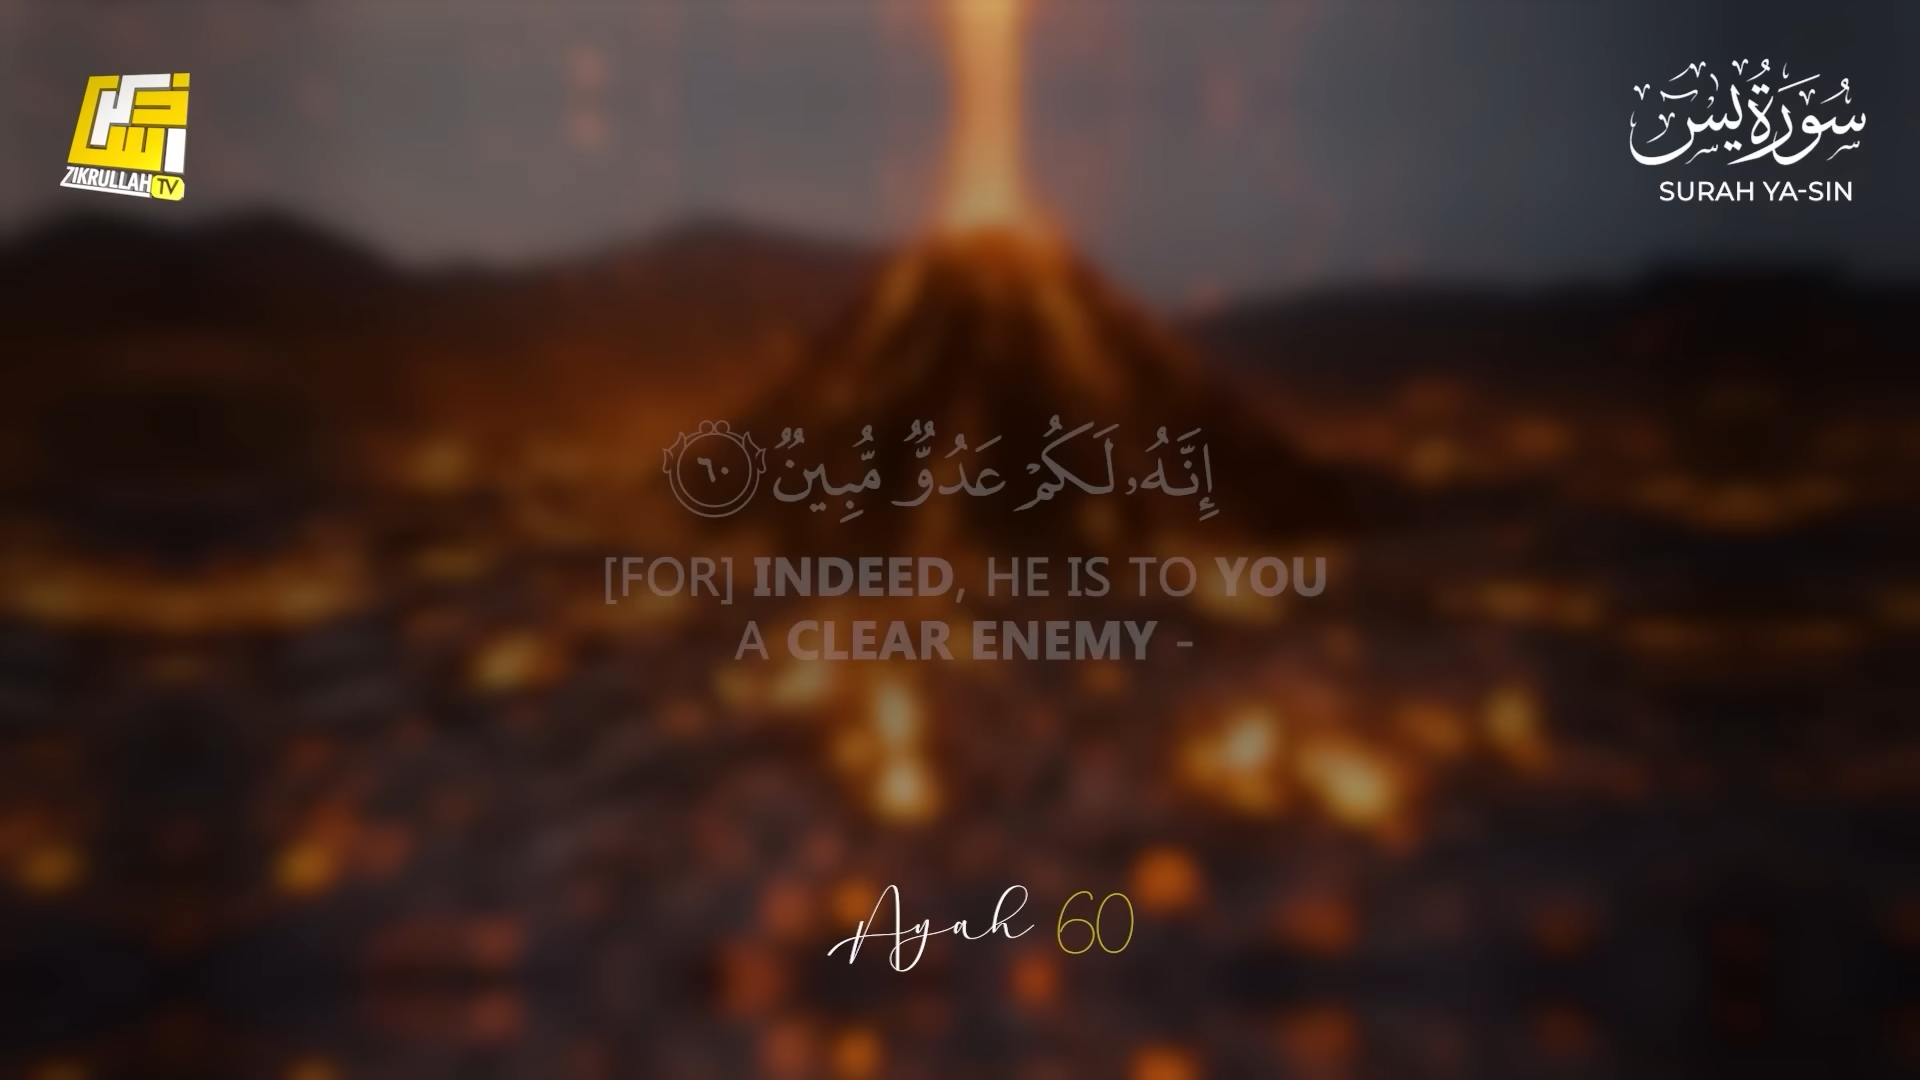 ZIKRULLAH TV
سُورَةُ يسٓ
SURAH YA-SIN
إِنَّهُۥ لَكُمْ عَدُوٌّ مُّبِينٌ ٦٠
[FOR] INDEED, HE IS TO YOU
A CLEAR ENEMY -
Ayah 60